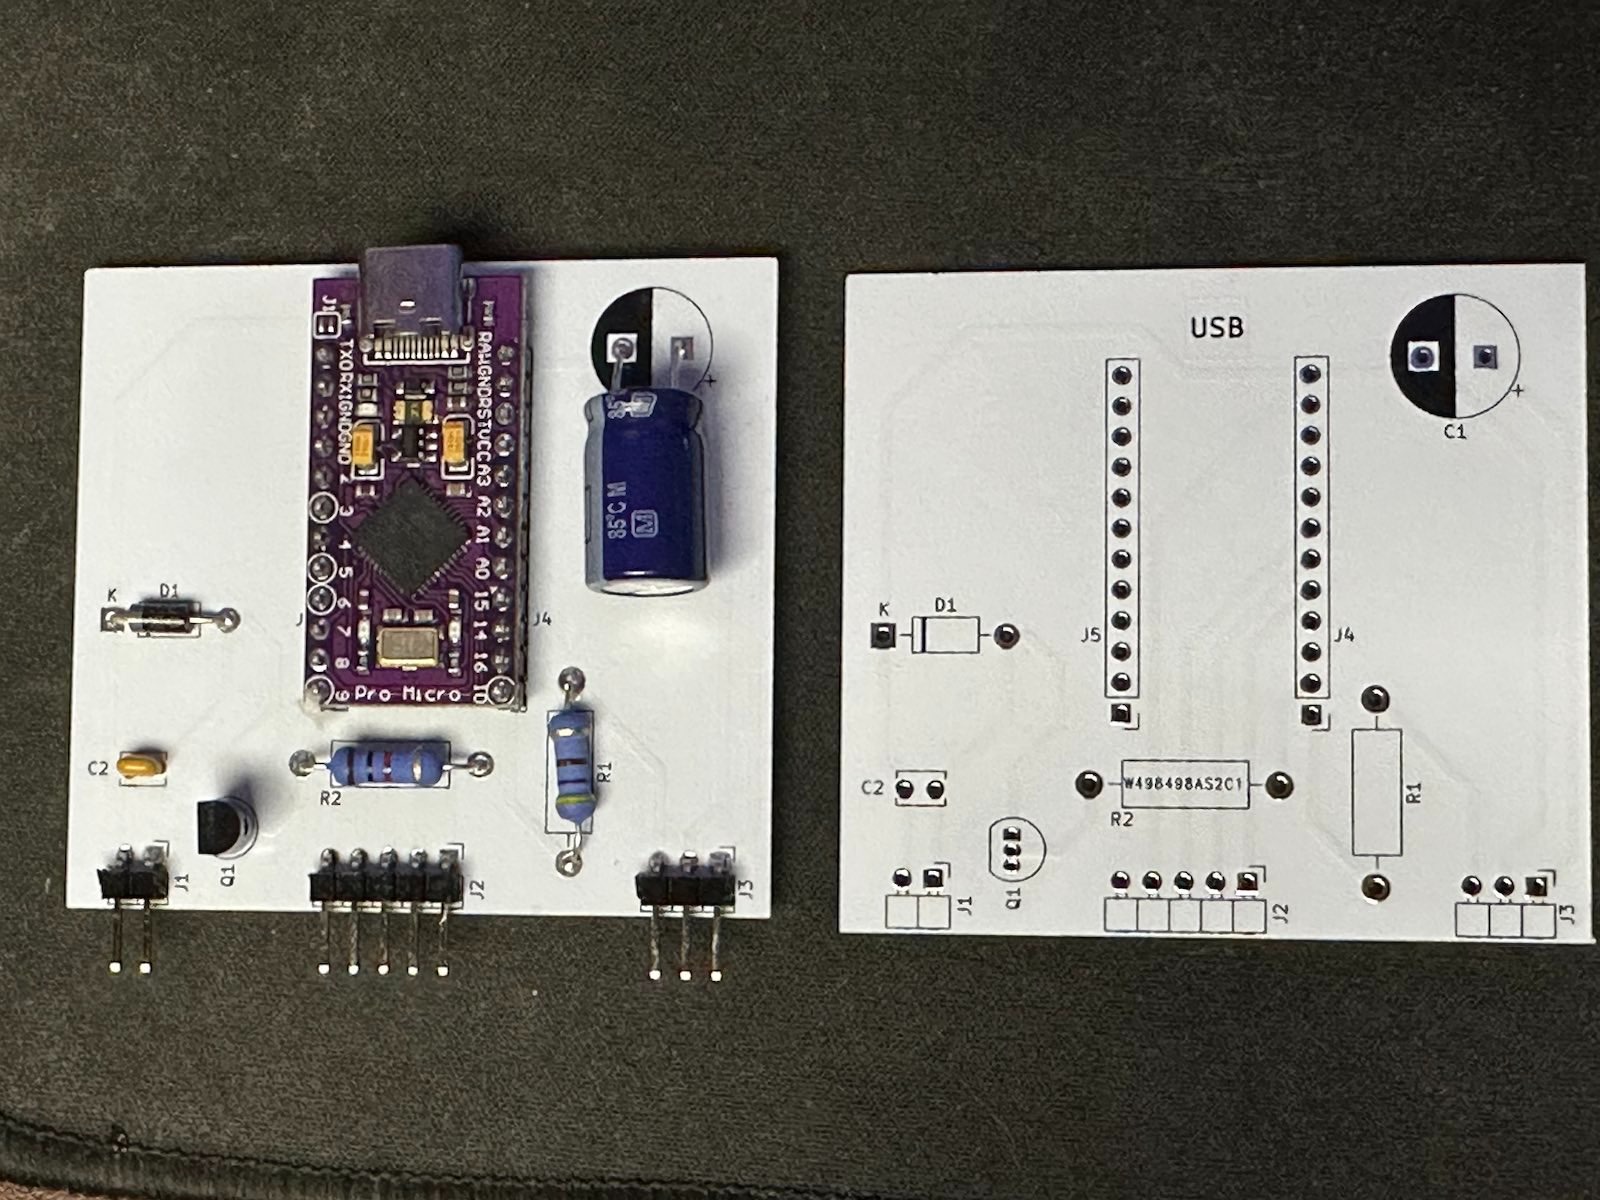 J1
TXO
RXI
GND
GND
2
3
4
5
6
7
8
9
RAW
GND
RST
VCC
A3
A2
A1
A0
15
14
16
10
Pro Micro
+
85°C M
M
K
D1
J
J4
C2
R2
R1
Q1
J1
J2
J3
USB
+
C1
K
D1
J5
J4
C2
W498498AS2C1
R2
R1
Q1
J1
J2
J3